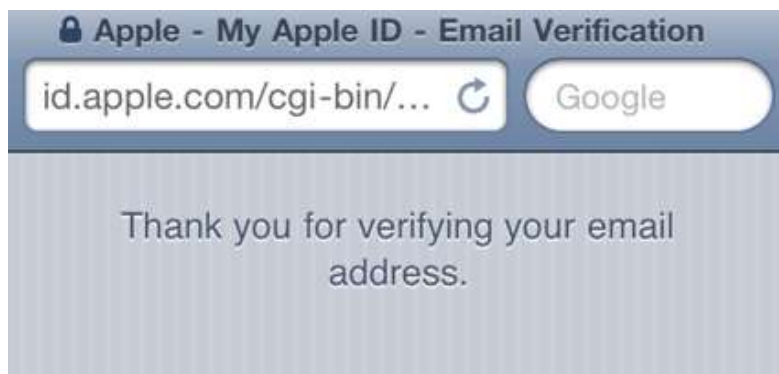 Apple - My Apple ID - Email Verification
id.apple.com/cgi-bin/...
Google
Thank you for verifying your email
address.